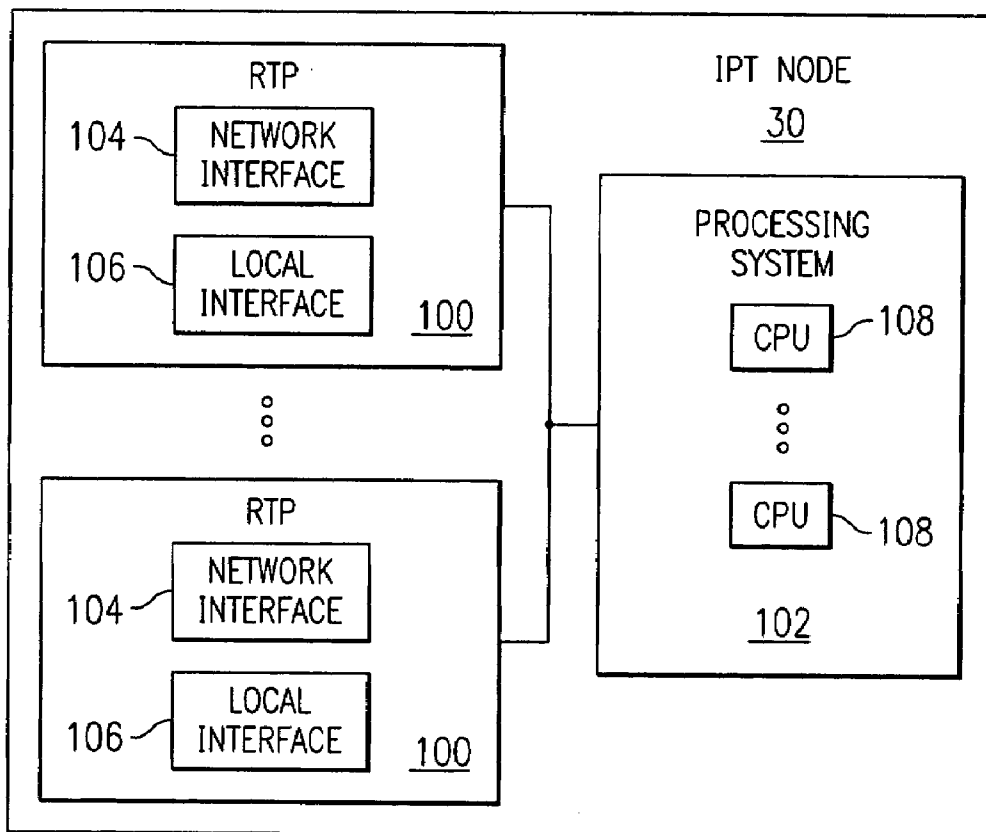 RTP
104
NETWORK
INTERFACE
106
LOCAL
INTERFACE
100
RTP
104
NETWORK
INTERFACE
106
LOCAL
INTERFACE
100
IPT NODE
30
PROCESSING
SYSTEM
CPU
108
CPU
108
102